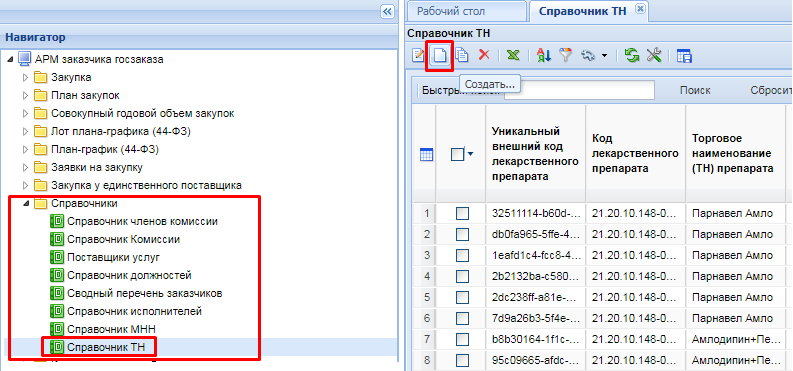 Навигатор
АРМ заказчика госзаказа
Закупка
План закупок
Совокупный годовой объем закупок
Лот плана-графика (44-ФЗ)
План-график (44-ФЗ)
Заявки на закупку
Закупка у единственного поставщика
Справочники
Справочник членов комиссии
Справочник Комиссии
Поставщики услуг
Справочник должностей
Сводный перечень заказчиков
Справочник исполнителей
Справочник МНН
Справочник ТН
Рабочий стол
Справочник ТН
Справочник ТН
Создать...
Поиск
Уникальный внешний код лекарственного препарата
Код лекарственного препарата
Торговое наименование (ТН) препарата
1 32511114-b60d-... 21.20.10.148-0... Парнавел Амло
2 db0fa965-5ffe-4... 21.20.10.148-0... Парнавел Амло
3 1eafd1c4-fcc8-4... 21.20.10.148-0... Парнавел Амло
4 2b2132ba-c580... 21.20.10.148-0... Парнавел Амло
5 2dc238ff-a81e-... 21.20.10.148-0... Парнавел Амло
6 7d9a26b3-5f4e-... 21.20.10.148-0... Парнавел Амло
7 b8b30164-1f1c-... 21.20.10.148-0... Амлодипин+Пе...
8 95c09665-afdc-... 21.20.10.148-0... Амлодипин+Пе...